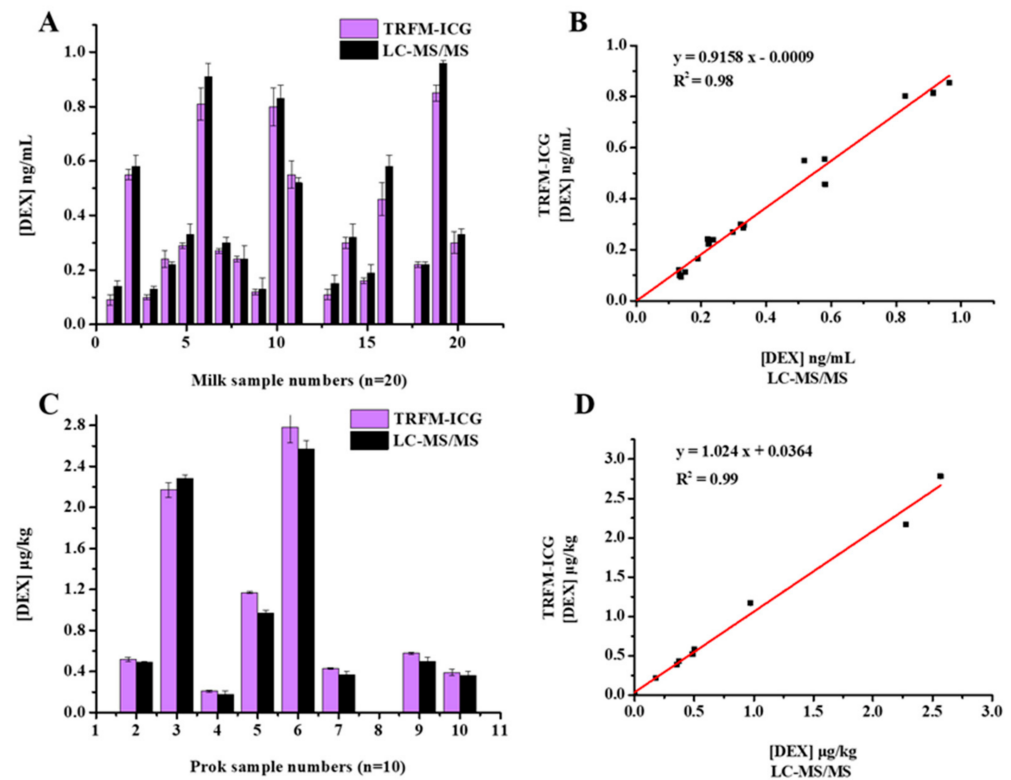 A
TRFM-ICG
LC-MS/MS
1.0
0.8
0.6
0.4
0.2
0.0
[DEX] ng/mL
0 5 10 15 20
Milk sample numbers (n=20)
B
y = 0.9158 x - 0.0009
R² = 0.98
1.0
0.8
0.6
0.4
0.2
0.0
TRFM-ICG
[DEX] ng/mL
0.0 0.2 0.4 0.6 0.8 1.0
[DEX] ng/mL
LC-MS/MS
C
TRFM-ICG
LC-MS/MS
2.8
2.4
2.0
1.6
1.2
0.8
0.4
0.0
[DEX] μg/kg
1 2 3 4 5 6 7 8 9 10 11
Prok sample numbers (n=10)
D
y = 1.024 x + 0.0364
R² = 0.99
3.0
2.5
2.0
1.5
1.0
0.5
0.0
TRFM-ICG
[DEX] μg/kg
0.0 0.5 1.0 1.5 2.0 2.5 3.0
[DEX] μg/kg
LC-MS/MS